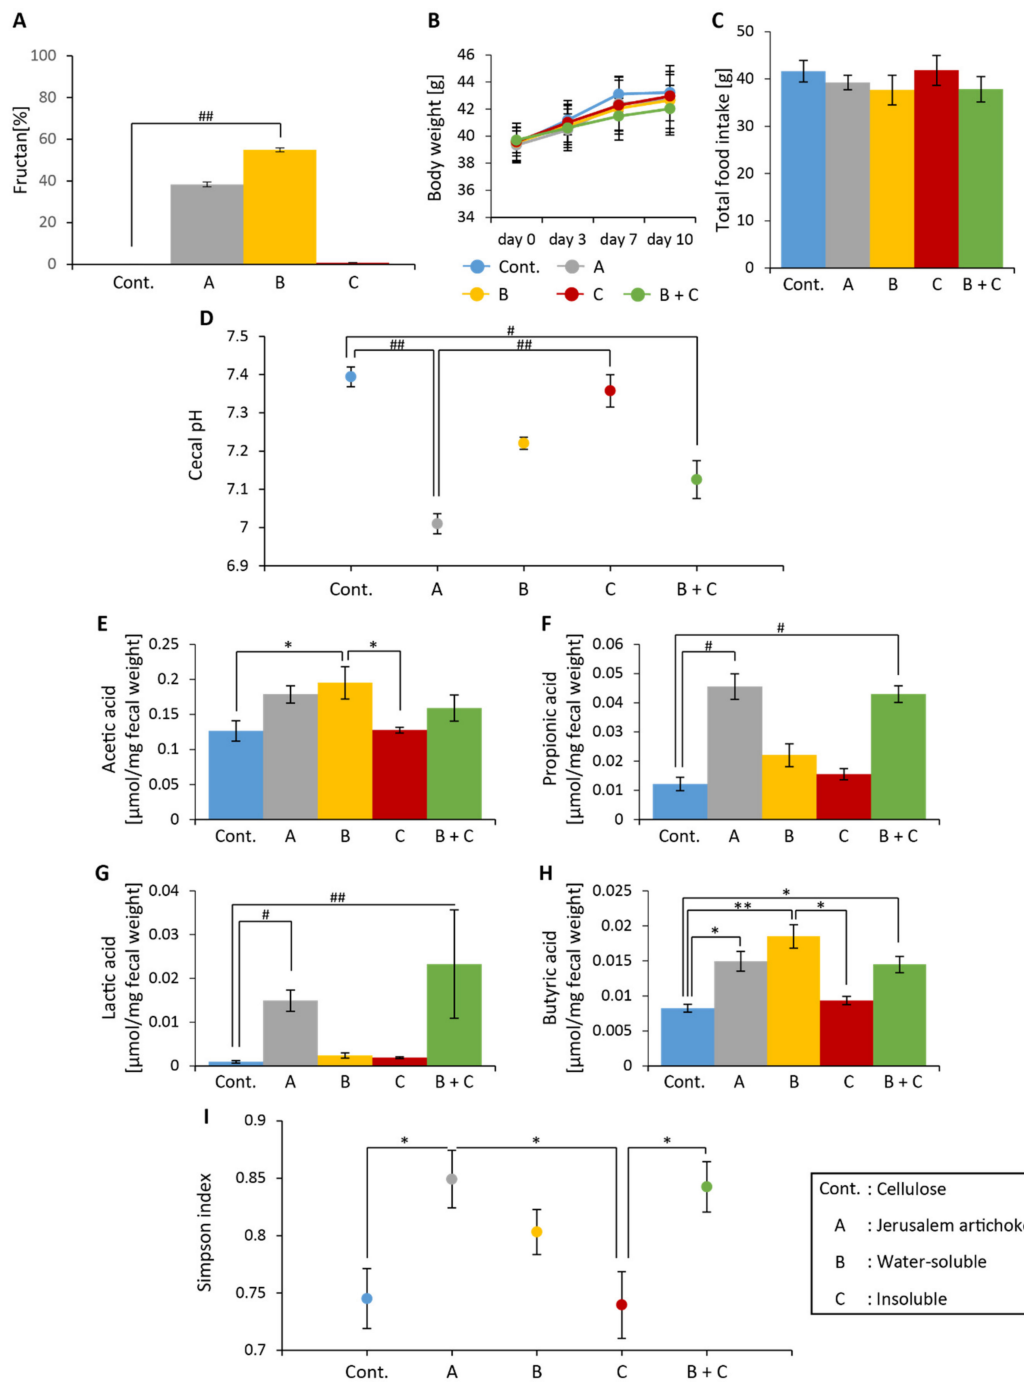 A
Fructan[%]
100
80
60
40
20
0
##
Cont.
A
B
C
B
Body weight [g]
46
44
42
40
38
36
34
day 0
day 3
day 7
day 10
Cont.
A
B
C
B + C
C
Total food intake [g]
50
40
30
20
10
0
Cont.
A
B
C
B + C
D
Cecal pH
7.5
7.4
7.3
7.2
7.1
7
6.9
#
##
##
Cont.
A
B
C
B + C
E
Acetic acid
[µmol/mg fecal weight]
0.25
0.2
0.15
0.1
0.05
0
*
*
Cont.
A
B
C
B + C
F
Propionic acid
[µmol/mg fecal weight]
0.06
0.05
0.04
0.03
0.02
0.01
0
#
#
Cont.
A
B
C
B + C
G
Lactic acid
[µmol/mg fecal weight]
0.04
0.03
0.02
0.01
0
##
#
Cont.
A
B
C
B + C
H
Butyric acid
[µmol/mg fecal weight]
0.025
0.02
0.015
0.01
0.005
0
*
**
*
*
Cont.
A
B
C
B + C
I
Simpson index
0.9
0.85
0.8
0.75
0.7
*
*
*
Cont.
A
B
C
B + C
Cont. : Cellulose
A : Jerusalem
B : Water-soluble
C : Insoluble